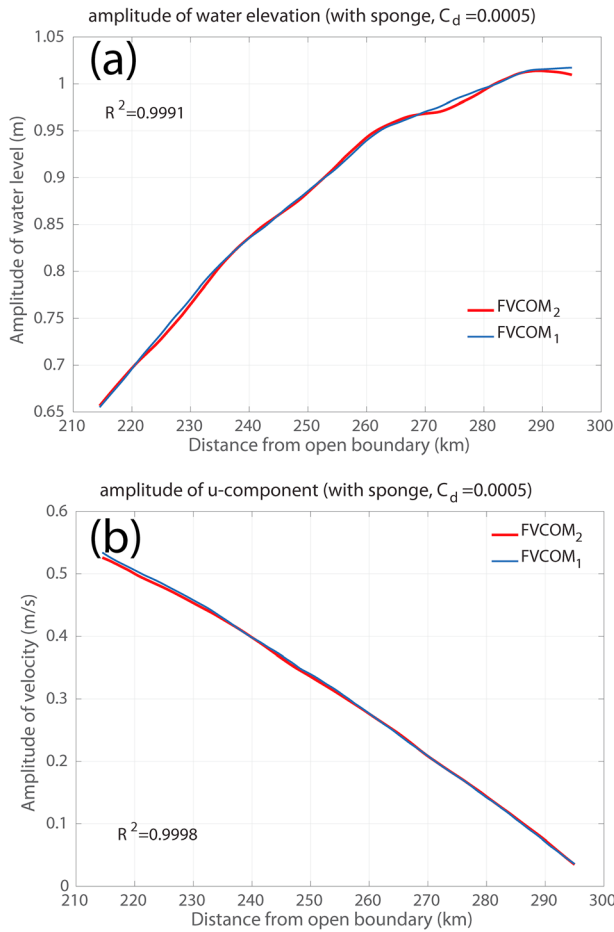 amplitude of water elevation (with sponge, C_d=0.0005)
(a)
R²=0.9991
Amplitude of water level (m)
1.05
1
0.95
0.9
0.85
0.8
0.75
0.7
0.65
FVCOM₂
FVCOM₁
210 220 230 240 250 260 270 280 290 300
Distance from open boundary (km)
amplitude of u-component (with sponge, C_d=0.0005)
(b)
FVCOM₂
FVCOM₁
Amplitude of velocity (m/s)
0.6
0.5
0.4
0.3
0.2
0.1
0
R²=0.9998
210 220 230 240 250 260 270 280 290 300
Distance from open boundary (km)